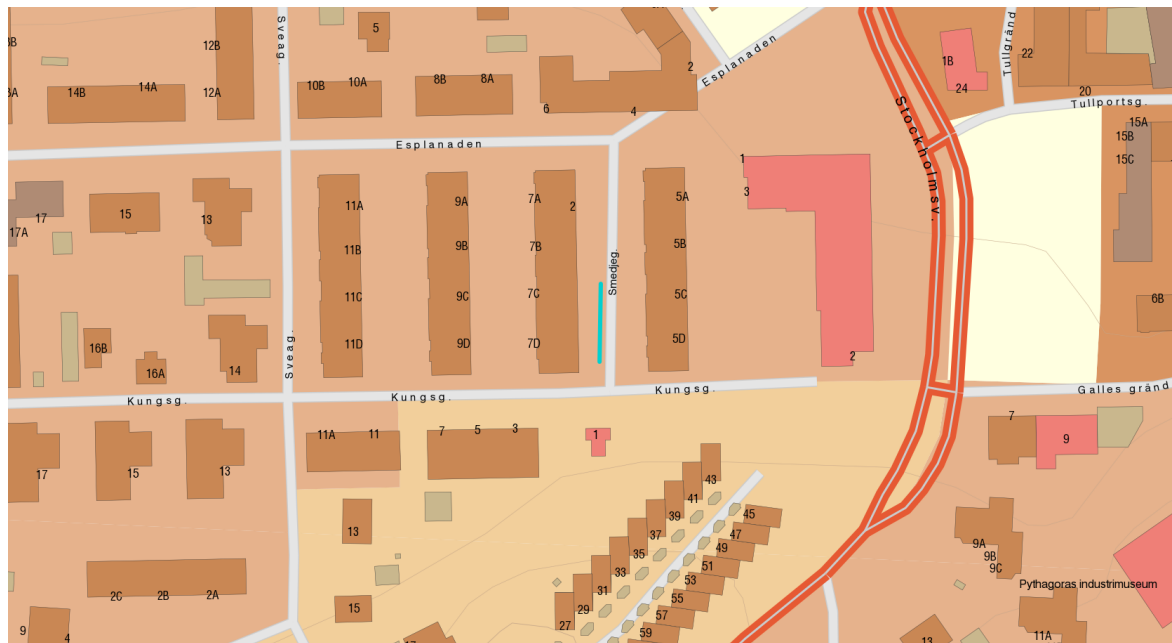 5
Sveag.
12B
2
Esplanaden
Tullgränd
22
1B
24
20
Tullportsg.
14B
14A
12A
10B
10A
8B
8A
6
4
Stockholmsv.
15A
15B
15C
Esplanaden
17
17A
15
13
11A
11B
11C
11D
9A
9B
9C
9D
7A
7B
7C
7D
2
Smedjeg.
5A
5B
5C
5D
1
3
2
6B
16B
16A
14
Sveag.
Kungsg.
Kungsg.
Kungsg.
Galles gränd
17
15
13
11A
11
7
5
3
1
7
9
43
41
39
37
35
33
31
29
27
45
47
49
51
53
55
57
59
13
15
9A
9B
9C
Pythagoras industrimuseum
2C
2B
2A
9
4
13
11A